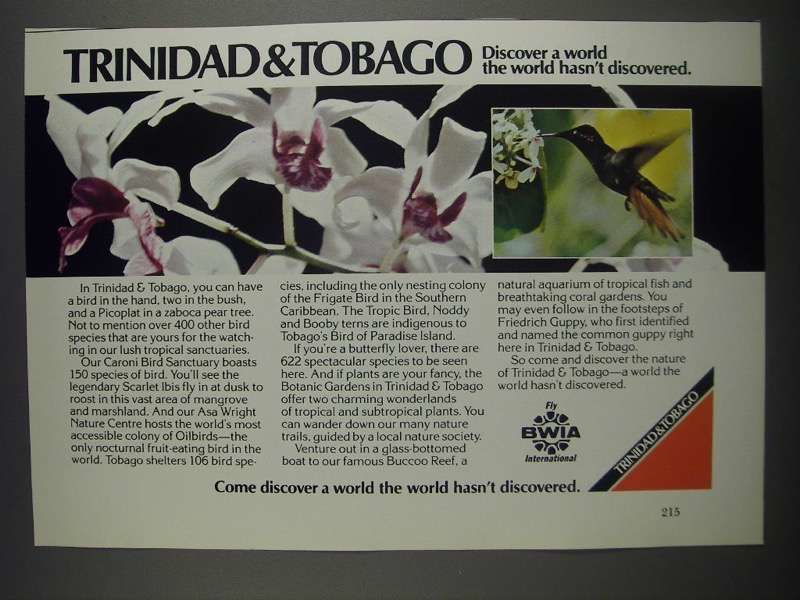 TRINIDAD & TOBAGO
Discover a world
the world hasn't discovered.
In Trinidad & Tobago, you can have
a bird in the hand, two in the bush,
and a Picoplat in a zaboca pear tree.
Not to mention over 400 other bird
species that are yours for the watch-
ing in our lush tropical sanctuaries.
Our Caroni Bird Sanctuary boasts
150 species of bird. You'll see the
legendary Scarlet Ibis fly in at dusk to
roost in this vast area of mangrove
and marshland. And our Asa Wright
Nature Centre hosts the world's most
accessible colony of Oilbirds—the
only nocturnal fruit-eating bird in the
world. Tobago shelters 106 bird spe-
cies, including the only nesting colony
of the Frigate Bird in the Southern
Caribbean. The Tropic Bird, Noddy
and Booby terns are indigenous to
Tobago's Bird of Paradise Island.
If you're a butterfly lover, there are
622 spectacular species to be seen
here. And if plants are your fancy, the
Botanic Gardens in Trinidad & Tobago
offer two charming wonderlands
of tropical and subtropical plants. You
can wander down our many nature
trails, guided by a local nature society.
Venture out in a glass-bottomed
boat to our famous Buccoo Reef, a
natural aquarium of tropical fish and
breathtaking coral gardens. You
may even follow in the footsteps of
Friedrich Guppy, who first identified
and named the common guppy right
here in Trinidad & Tobago.
So come and discover the nature
of Trinidad & Tobago—a world the
world hasn't discovered.
Fly
BWIA
International
TRINIDAD & TOBAGO
Come discover a world the world hasn't discovered.
215